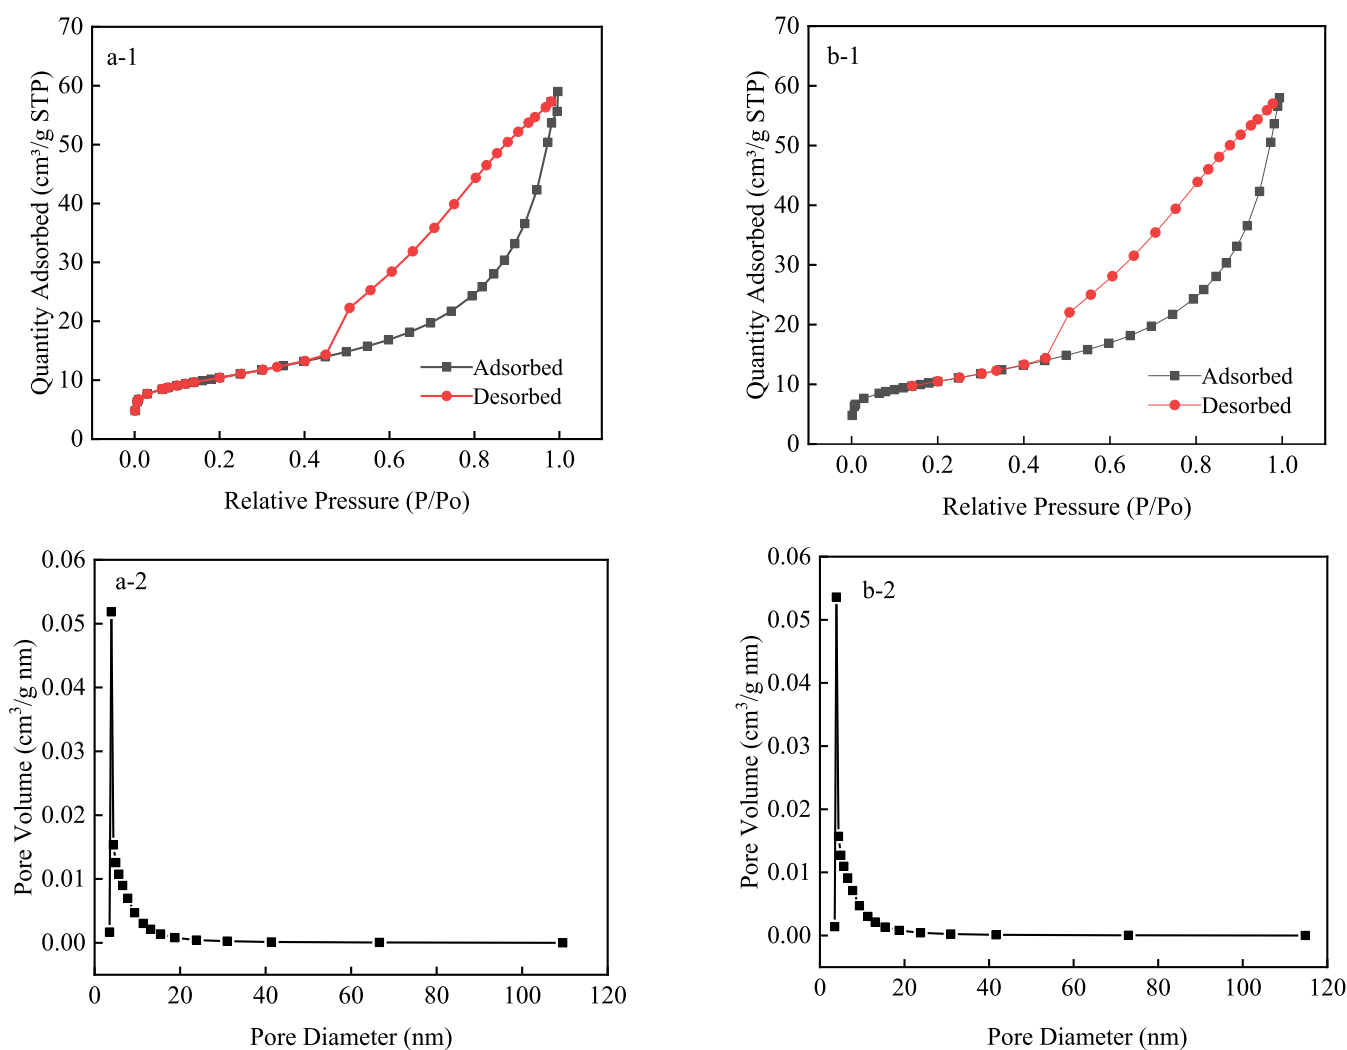 a-1
Quantity Adsorbed (cm³/g STP)
70
60
50
40
30
20
10
0
Adsorbed
Desorbed
0.0 0.2 0.4 0.6 0.8 1.0
Relative Pressure (P/Po)
b-1
Quantity Adsorbed (cm³/g STP)
70
60
50
40
30
20
10
0
Adsorbed
Desorbed
0.0 0.2 0.4 0.6 0.8 1.0
Relative Pressure (P/Po)
a-2
Pore Volume (cm³/g nm)
0.06
0.05
0.04
0.03
0.02
0.01
0.00
0 20 40 60 80 100 120
Pore Diameter (nm)
b-2
Pore Volume (cm³/g nm)
0.06
0.05
0.04
0.03
0.02
0.01
0.00
0 20 40 60 80 100 120
Pore Diameter (nm)